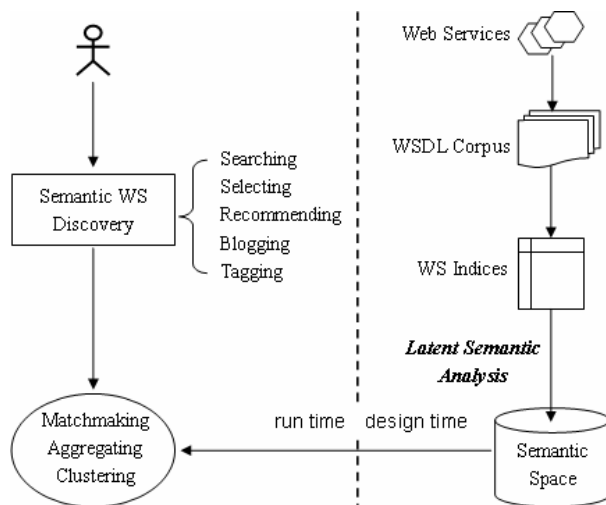 Web Services
WSDL Corpus
Searching
Selecting
Recommending
Blogging
Tagging
Semantic WS
Discovery
WS Indices
Latent Semantic
Analysis
run time
design time
Matchmaking
Aggregating
Clustering
Semantic
Space